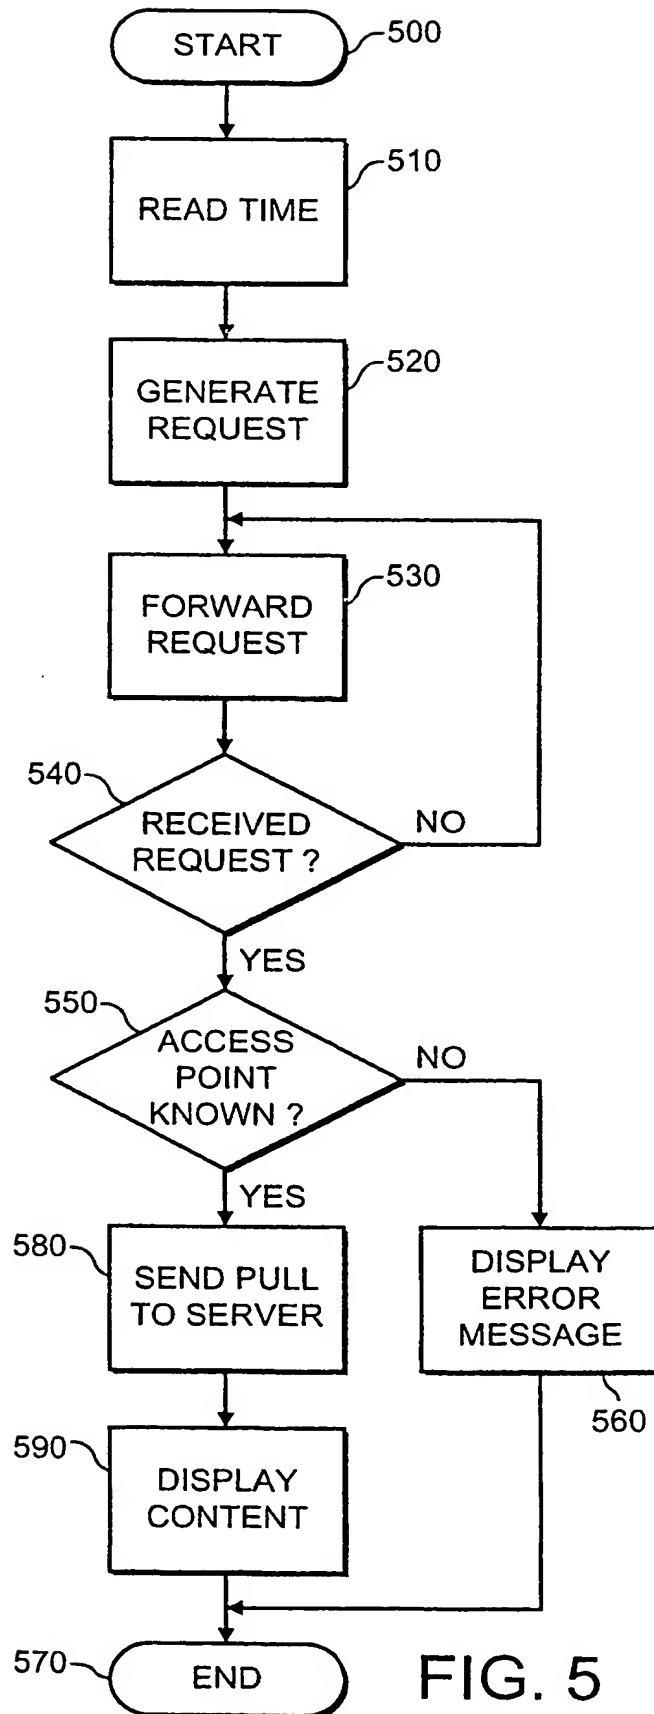 START
500
510
READ TIME
520
GENERATE
REQUEST
530
FORWARD
REQUEST
540
RECEIVED
REQUEST ?
NO
YES
550
ACCESS
POINT
KNOWN ?
NO
YES
580
SEND PULL
TO SERVER
DISPLAY
ERROR
MESSAGE
560
590
DISPLAY
CONTENT
570
END
FIG. 5